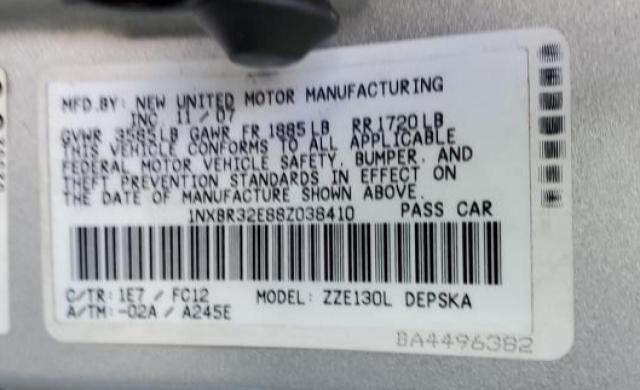 MFD.BY: NEW UNITED MOTOR MANUFACTURING
INC. 11 / 07
GVWR 3585LB GAWR FR 1885LB RR 1720LB
THIS VEHICLE CONFORMS TO ALL APPLICABLE
FEDERAL MOTOR VEHICLE SAFETY, BUMPER, AND
THEFT PREVENTION STANDARDS IN EFFECT ON
THE DATE OF MANUFACTURE SHOWN ABOVE.
1NXBR32E88Z038410 PASS CAR
C/TR: 1E7 / FC12 MODEL: ZZE130L DEPSKA
A/TM: -02A / A245E
BA4496382